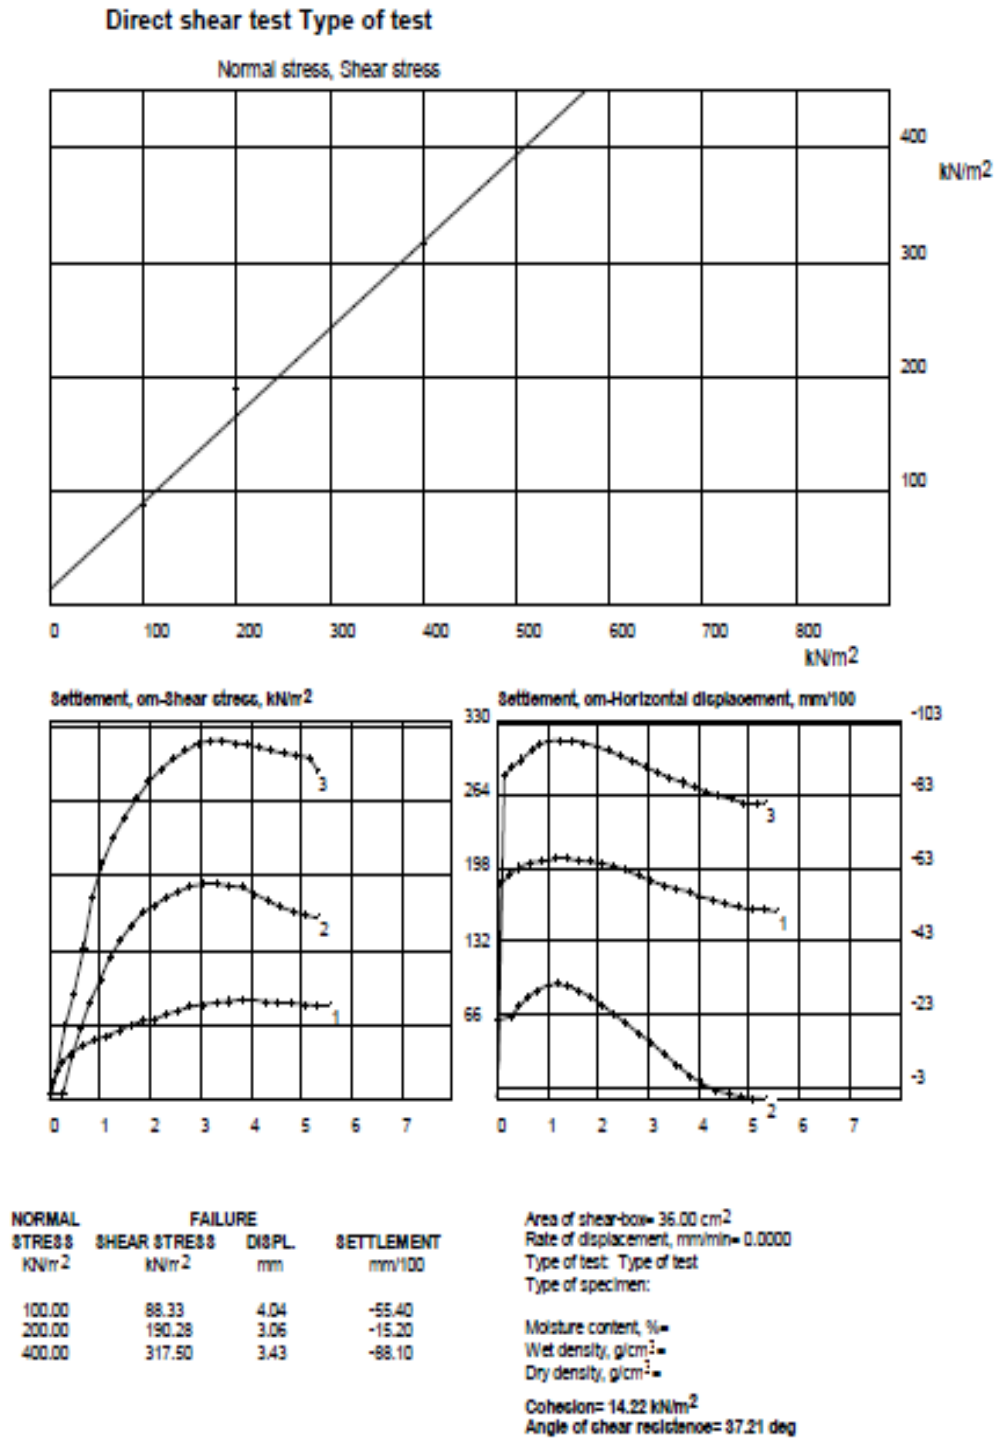 Direct shear test Type of test
Normal stress, Shear stress
400
kN/m2
300
200
100
0 100 200 300 400 500 600 700 800
kN/m2
Settlement, cm-Shear stress, kN/m2
Settlement, cm-Horizontal displacement, mm/100
330
264
198
132
66
-103
-83
-63
-43
-23
-3
3
2
1
3
1
2
0 1 2 3 4 5 6 7
0 1 2 3 4 5 6 7
NORMAL FAILURE
STRESS SHEAR STRESS DISPL. SETTLEMENT
KN/m2 kN/m2 mm mm/100
100.00 88.33 4.04 -55.40
200.00 190.28 3.06 -15.20
400.00 317.50 3.43 -88.10
Area of shear-box= 36.00 cm2
Rate of displacement, mm/min= 0.0000
Type of test: Type of test
Type of specimen:
Moisture content, %=
Wet density, g/cm3=
Dry density, g/cm3=
Cohesion= 14.22 kN/m2
Angle of shear resistence= 37.21 deg